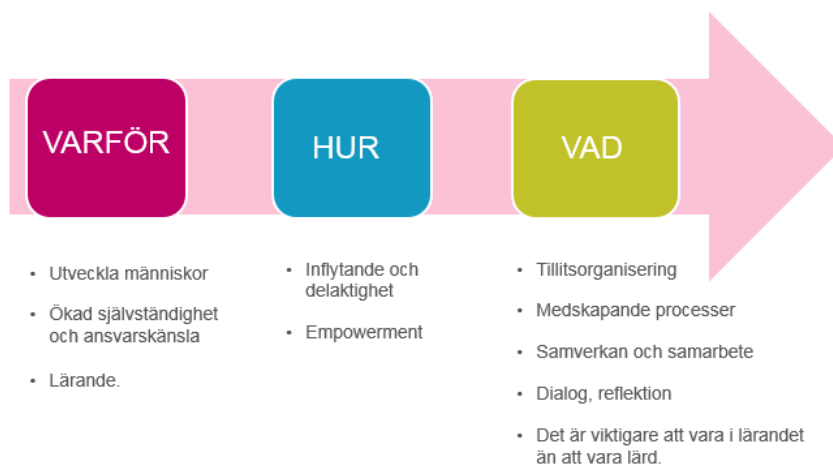 VARFÖR
HUR
VAD
• Utveckla människor
• Ökad självständighet
och ansvarskänsla
• Lärande.
• Inflytande och
delaktighet
• Empowerment
• Tillitsorganisering
• Medskapande processer
• Samverkan och samarbete
• Dialog, reflektion
• Det är viktigare att vara i lärandet
än att vara lärd.